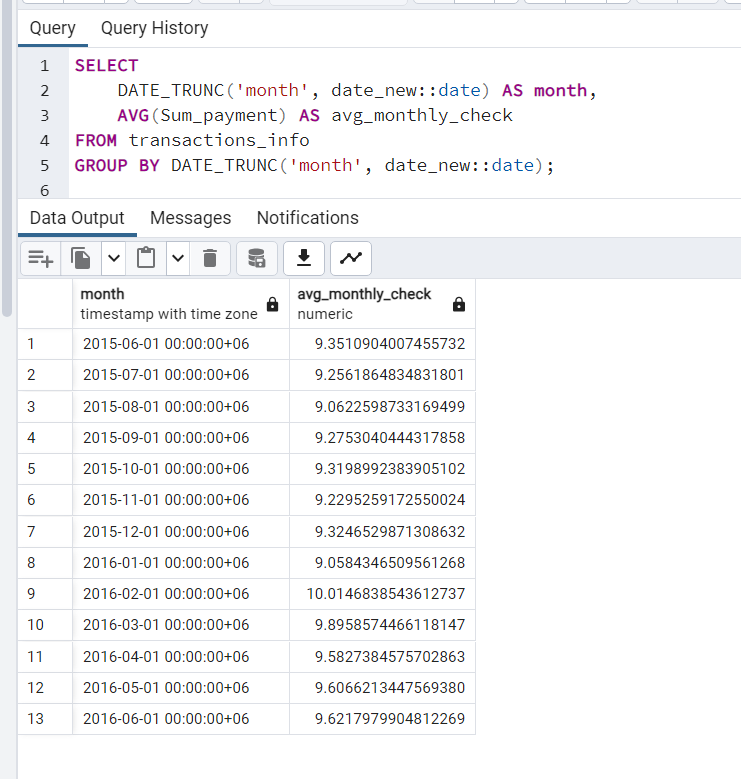 Query Query History
1 SELECT
2 DATE_TRUNC('month', date_new::date) AS month,
3 AVG(Sum_payment) AS avg_monthly_check
4 FROM transactions_info
5 GROUP BY DATE_TRUNC('month', date_new::date);
6
Data Output Messages Notifications
month avg_monthly_check
timestamp with time zone numeric
1 2015-06-01 00:00:00+06 9.3510904007455732
2 2015-07-01 00:00:00+06 9.2561864834831801
3 2015-08-01 00:00:00+06 9.0622598733169499
4 2015-09-01 00:00:00+06 9.2753040444317858
5 2015-10-01 00:00:00+06 9.3198992383905102
6 2015-11-01 00:00:00+06 9.2295259172550024
7 2015-12-01 00:00:00+06 9.3246529871308632
8 2016-01-01 00:00:00+06 9.0584346509561268
9 2016-02-01 00:00:00+06 10.0146838543612737
10 2016-03-01 00:00:00+06 9.8958574466118147
11 2016-04-01 00:00:00+06 9.5827384575702863
12 2016-05-01 00:00:00+06 9.6066213447569380
13 2016-06-01 00:00:00+06 9.6217979904812269